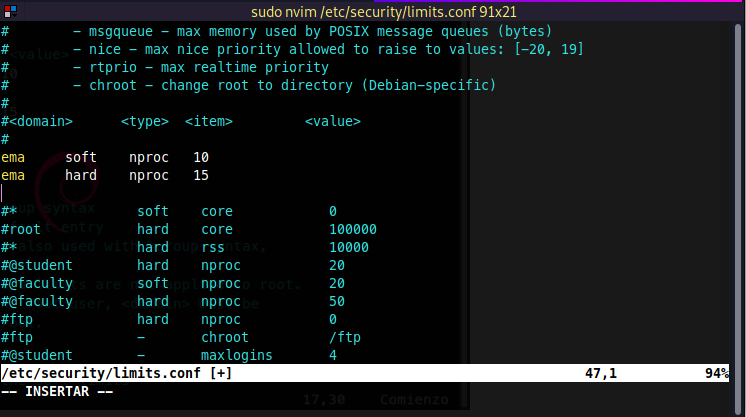 sudo nvim /etc/security/limits.conf 91x21
#        - msgqueue - max memory used by POSIX message queues (bytes)
#        - nice - max nice priority allowed to raise to values: [-20, 19]
#        - rtprio - max realtime priority
#        - chroot - change root to directory (Debian-specific)
#
#<domain>      <type>  <item>         <value>
#
ema     soft    nproc   10
ema     hard    nproc   15
#*               soft    core            0
#root            hard    core            100000
#*               hard    rss             10000
#@student        hard    nproc           20
#@faculty        soft    nproc           20
#@faculty        hard    nproc           50
#ftp             hard    nproc           0
#ftp             -       chroot          /ftp
#@student        -       maxlogins       4
/etc/security/limits.conf [+]                                            47,1           94%
-- INSERTAR --
17,30    Comienzo